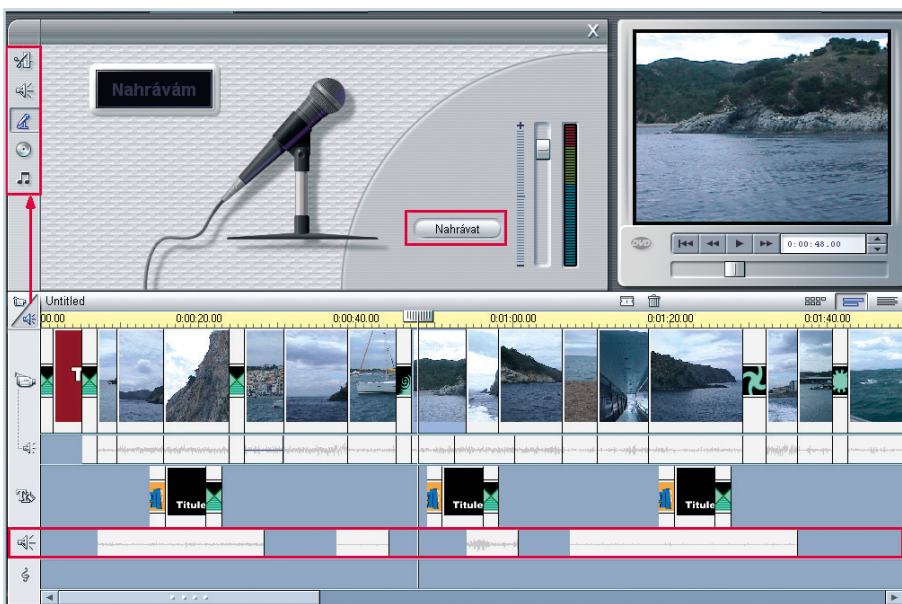 X
Nahrávám
Nahrávat
+
-
DVD
0:00:48.00
Untitled
00.00 0:00:20.00 0:00:40.00 0:01:00.00 0:01:20.00 0:01:40.00
T
Titule Titule Titule